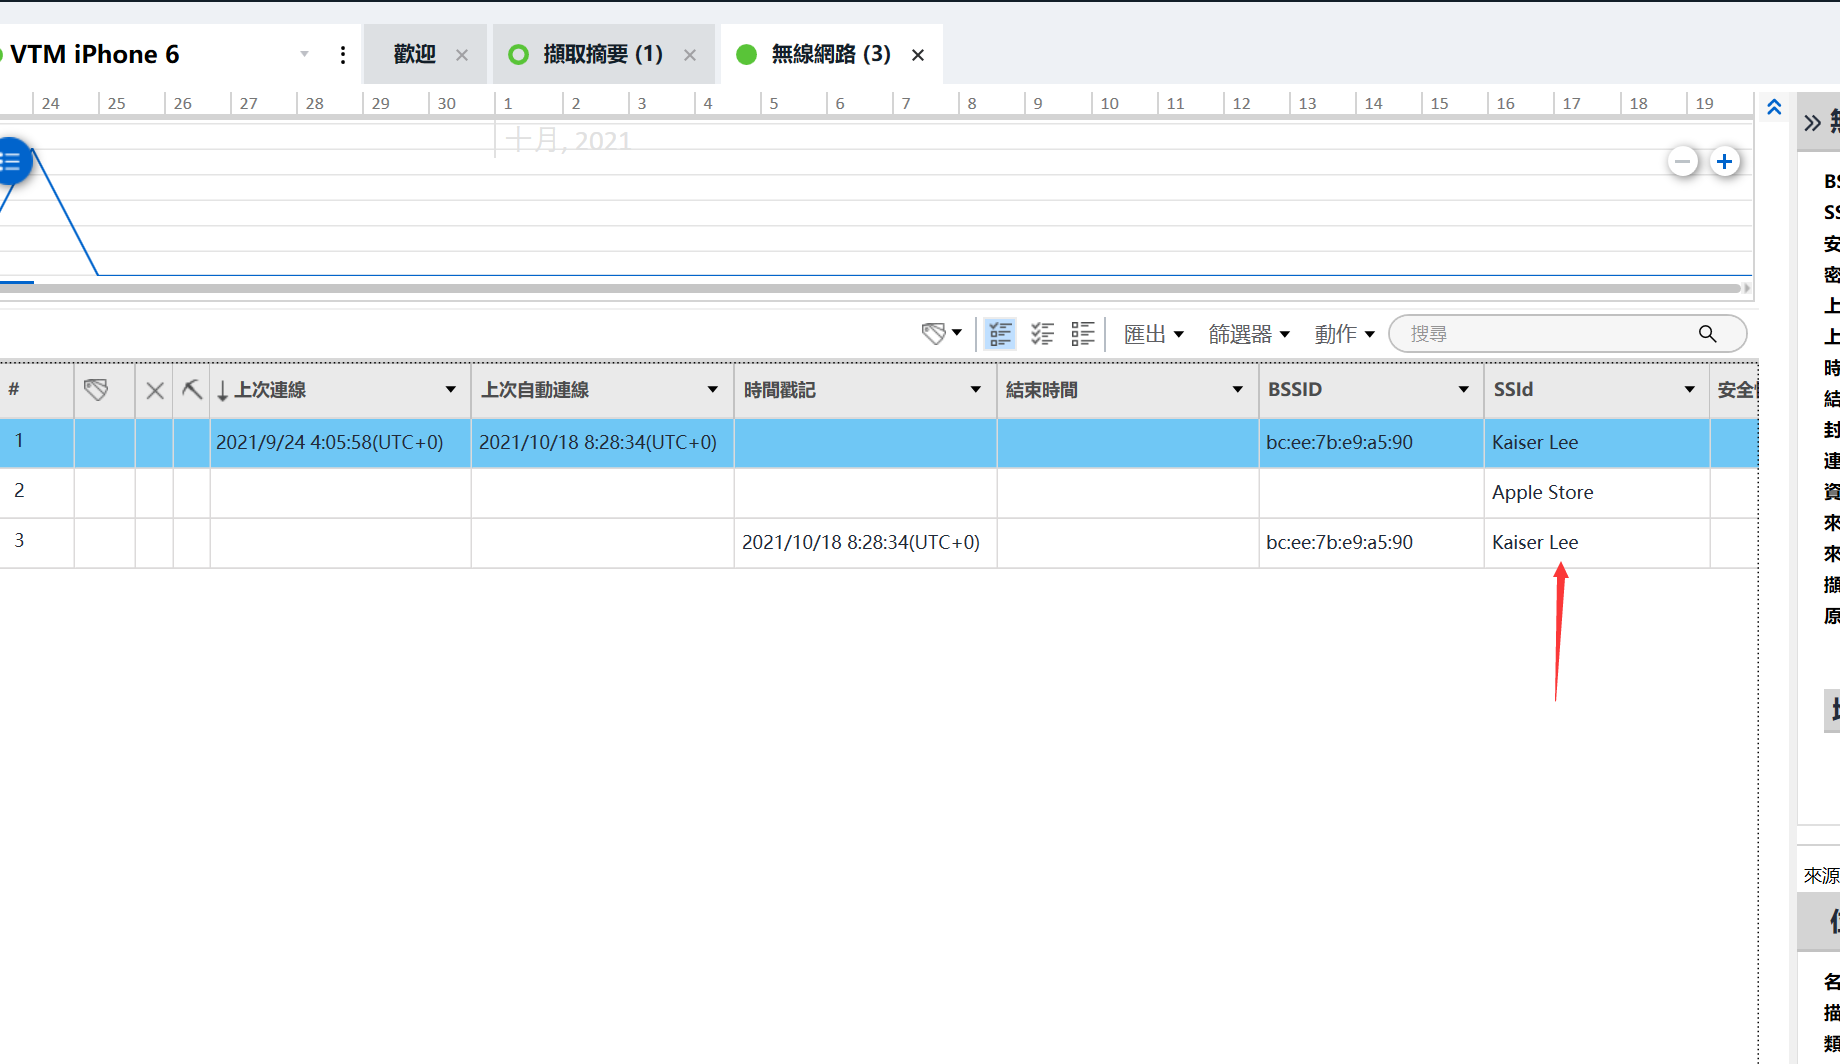 VTM iPhone 6
歡迎
擷取摘要 (1)
無線網路 (3)
24 25 26 27 28 29 30 1 2 3 4 5 6 7 8 9 10 11 12 13 14 15 16 17 18 19
十月, 2021
匯出 篩選器 動作 搜尋
# 上次連線 上次自動連線 時間戳記 結束時間 BSSID SSId 安全
1 2021/9/24 4:05:58(UTC+0) 2021/10/18 8:28:34(UTC+0) bc:ee:7b:e9:a5:90 Kaiser Lee
2 Apple Store
3 2021/10/18 8:28:34(UTC+0) bc:ee:7b:e9:a5:90 Kaiser Lee
無
BS
SS
安
密
上
上
時
結
封
連
資
來
來
擷
原
來源
位
名
描
類